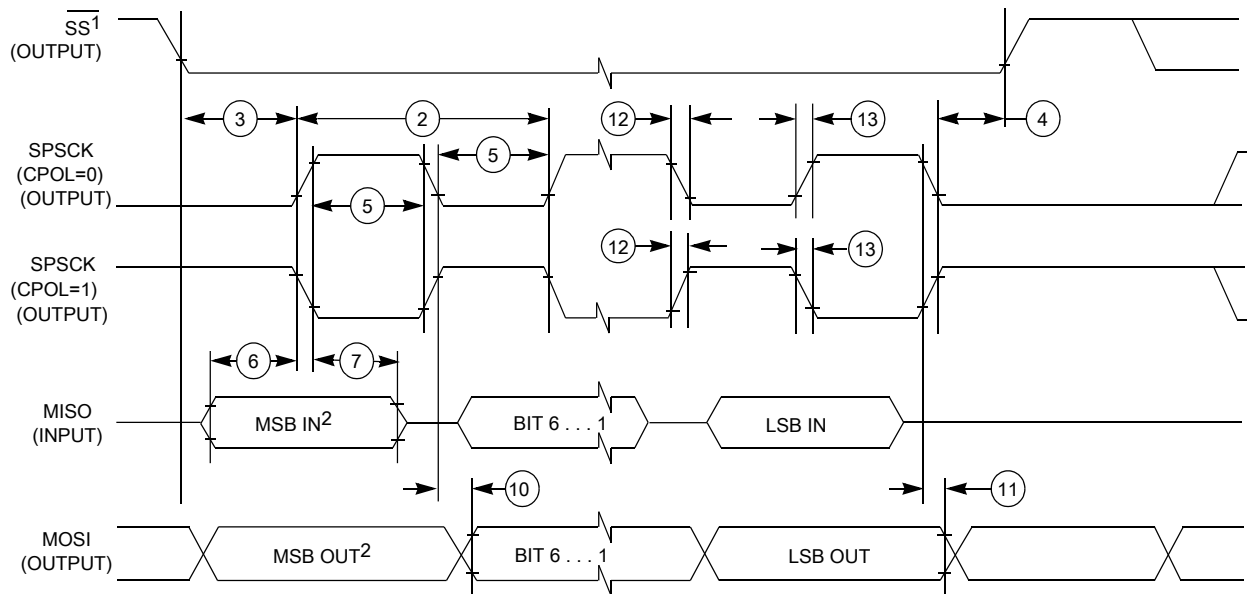 SS¹
(OUTPUT)
3
2
12
13
4
SPSCK
(CPOL=0)
(OUTPUT)
5
5
SPSCK
(CPOL=1)
(OUTPUT)
12
13
6
7
MISO
(INPUT)
MSB IN²
BIT 6 . . . 1
LSB IN
10
11
MOSI
(OUTPUT)
MSB OUT²
BIT 6 . . . 1
LSB OUT